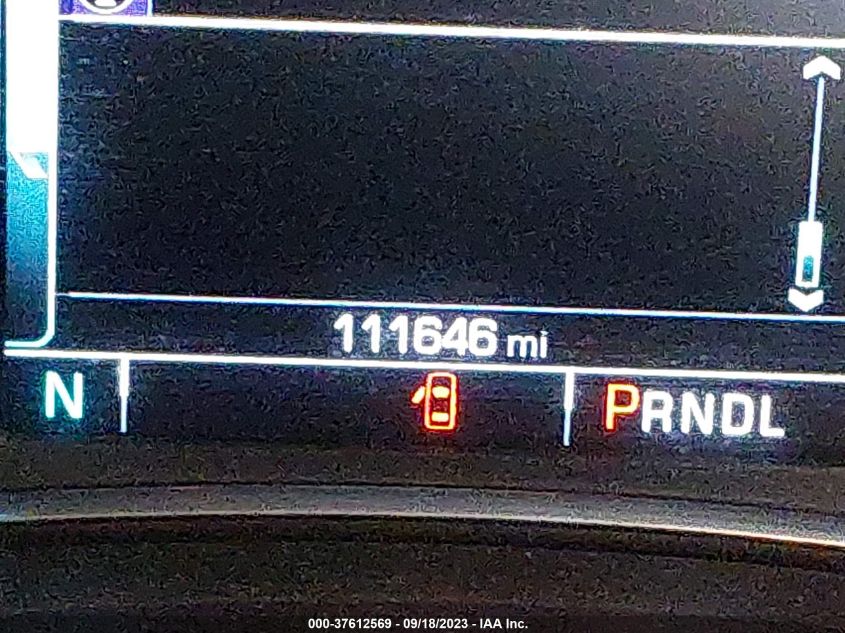 111646 mi
N PRNDL
000-37612569 - 09/18/2023 - IAA Inc.